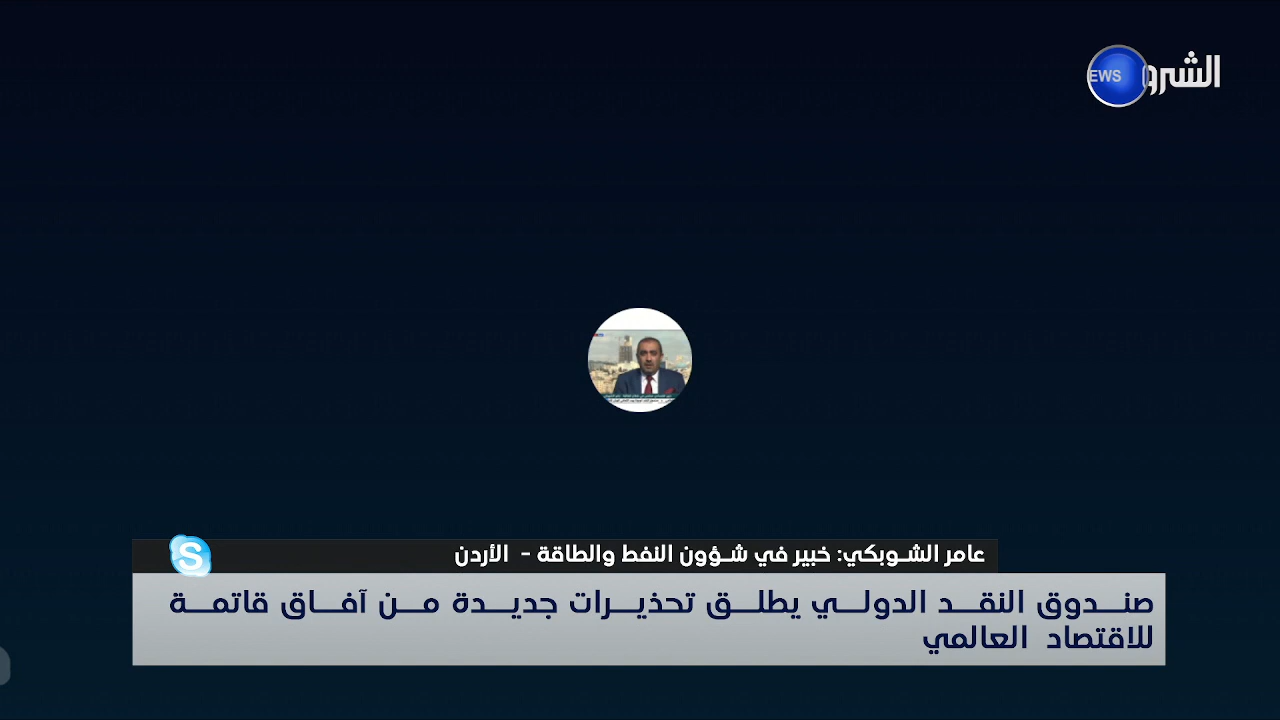 الشروق
EWS
عامر الشوبكي: خبير في شؤون النفط والطاقة - الأردن
صندوق النقد الدولي يطلق تحذيرات جديدة من آفاق قاتمة
للاقتصاد العالمي